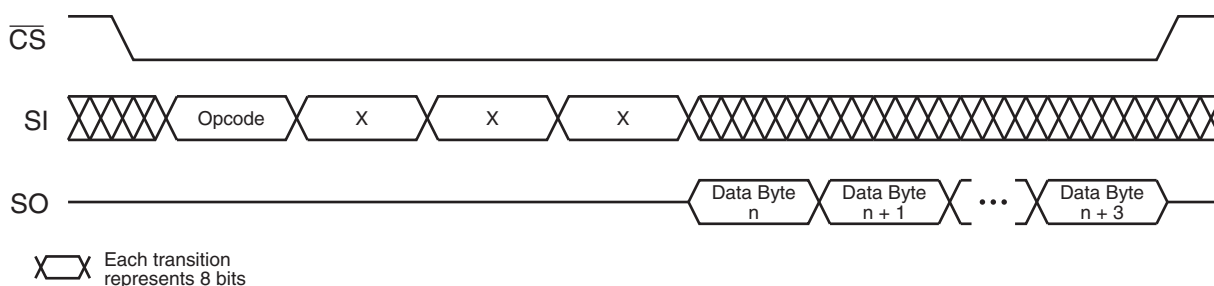 CS
SI
Opcode
X
X
X
SO
Data Byte
n
Data Byte
n + 1
•••
Data Byte
n + 3
Each transition
represents 8 bits